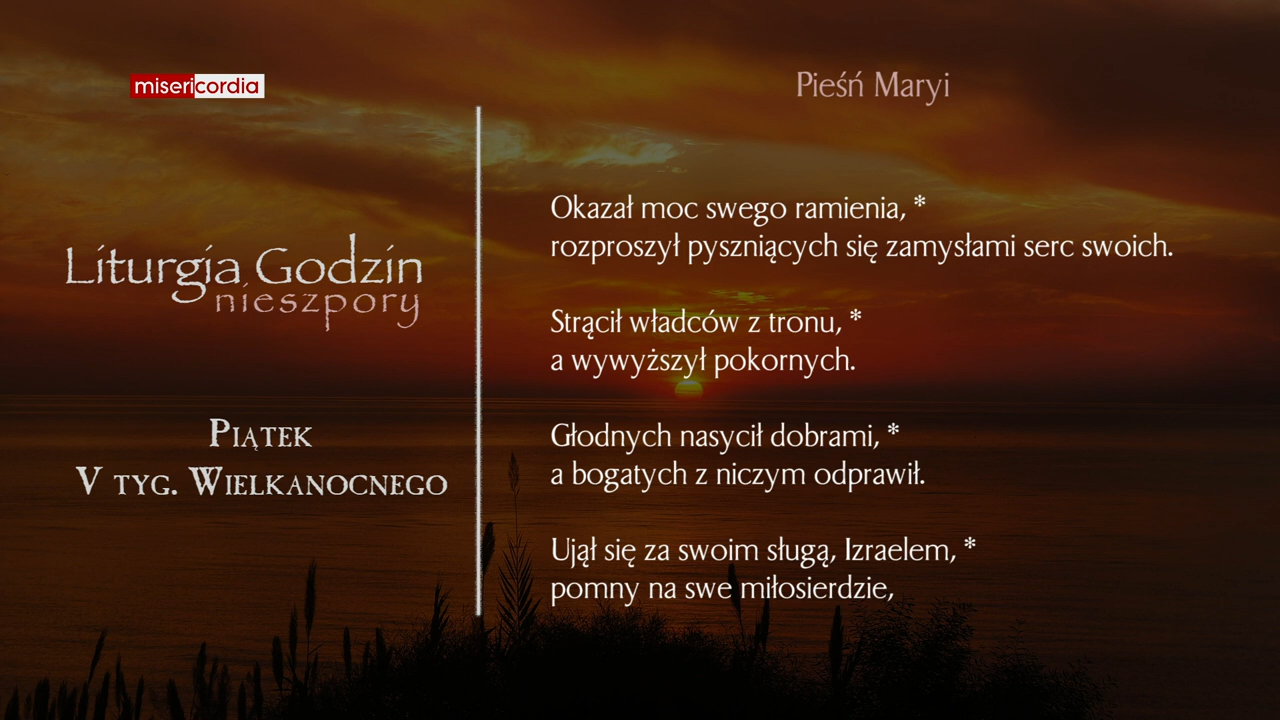 misericordia
Liturgia Godzin
nieszpory
Piątek
V tyg. Wielkanocnego
Pieśń Maryi
Okazał moc swego ramienia, *
rozproszył pyszniących się zamysłami serc swoich.
Strącił władców z tronu, *
a wywyższył pokornych.
Głodnych nasycił dobrami, *
a bogatych z niczym odprawił.
Ujął się za swoim sługą, Izraelem, *
pomny na swe miłosierdzie,